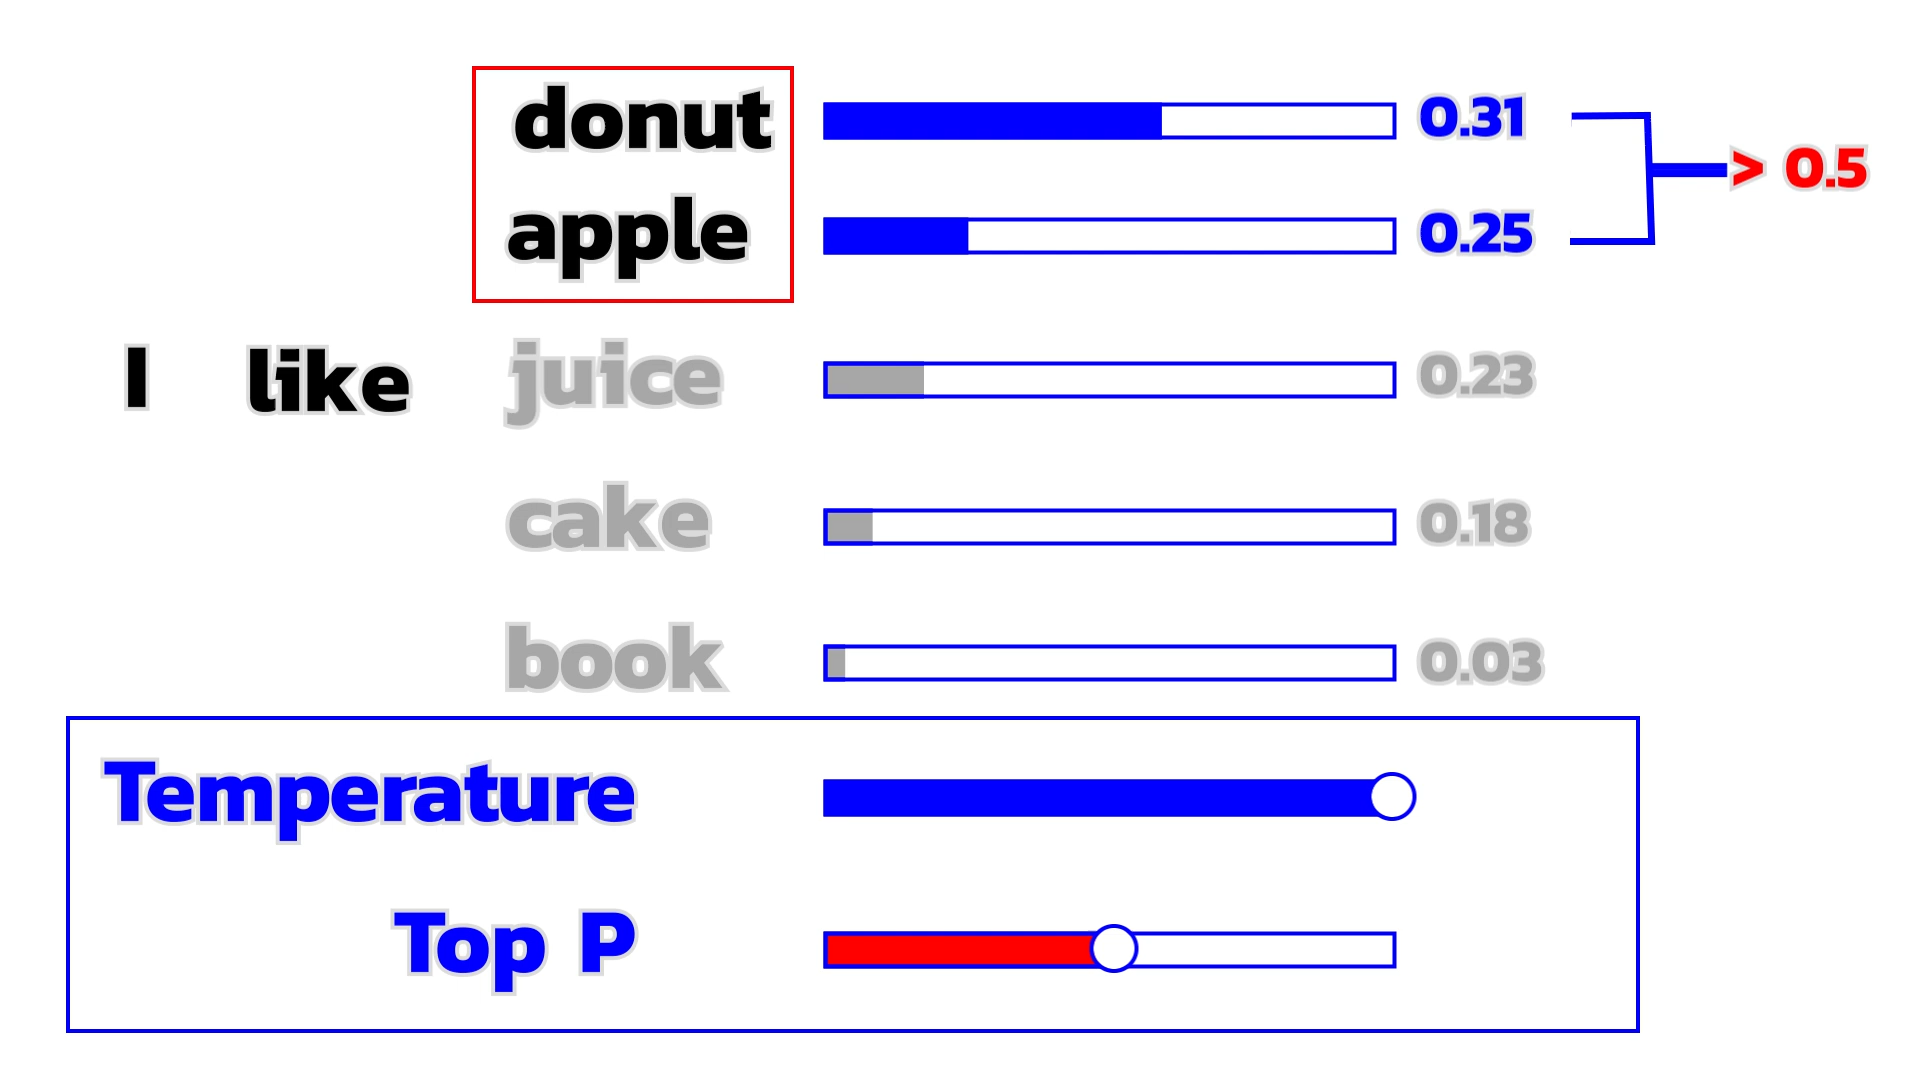 donut 0.31
> 0.5
apple 0.25
I like juice 0.23
cake 0.18
book 0.03
Temperature
Top P